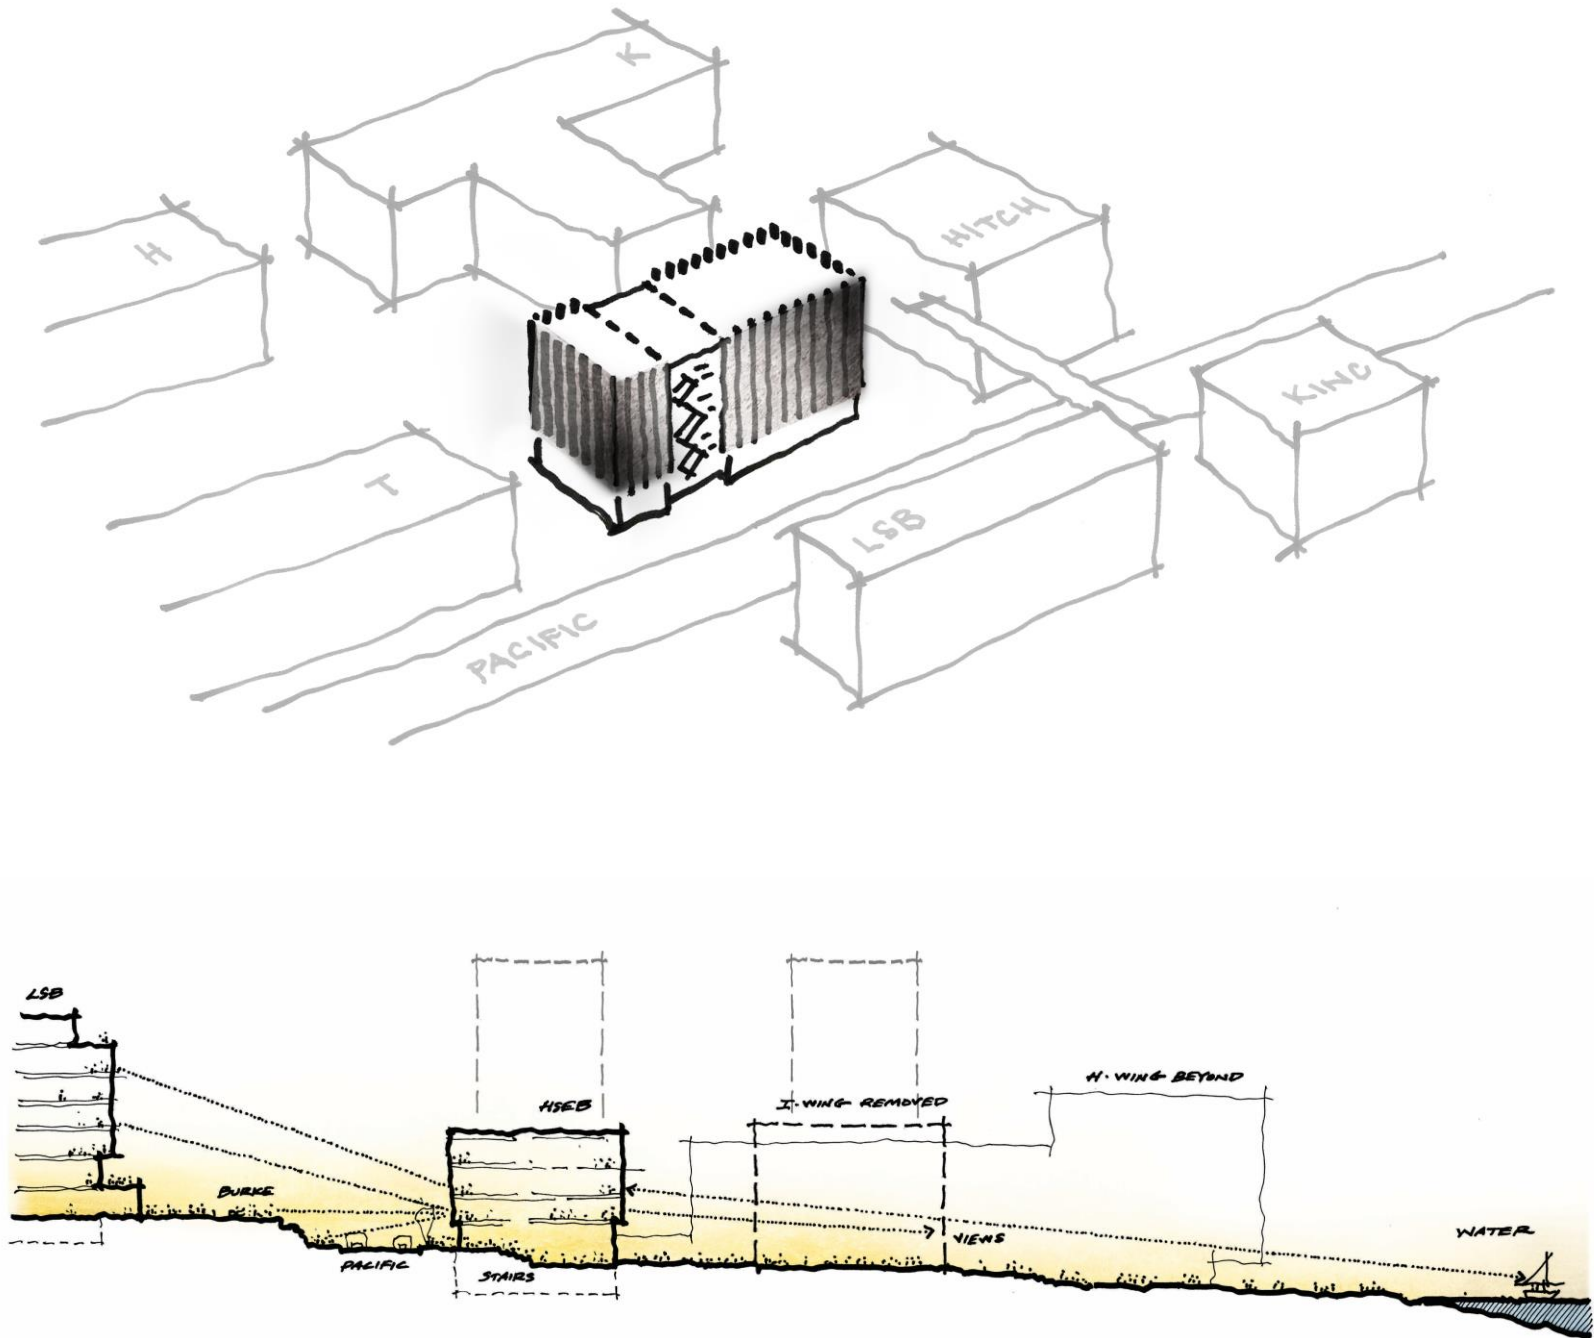 K
H
HITCH
KING
T
LSB
PACIFIC
LSB
H-WING BEYOND
HSEB
I-WING REMOVED
BURKE
WATER
VIEWS
PACIFIC
STAIRS